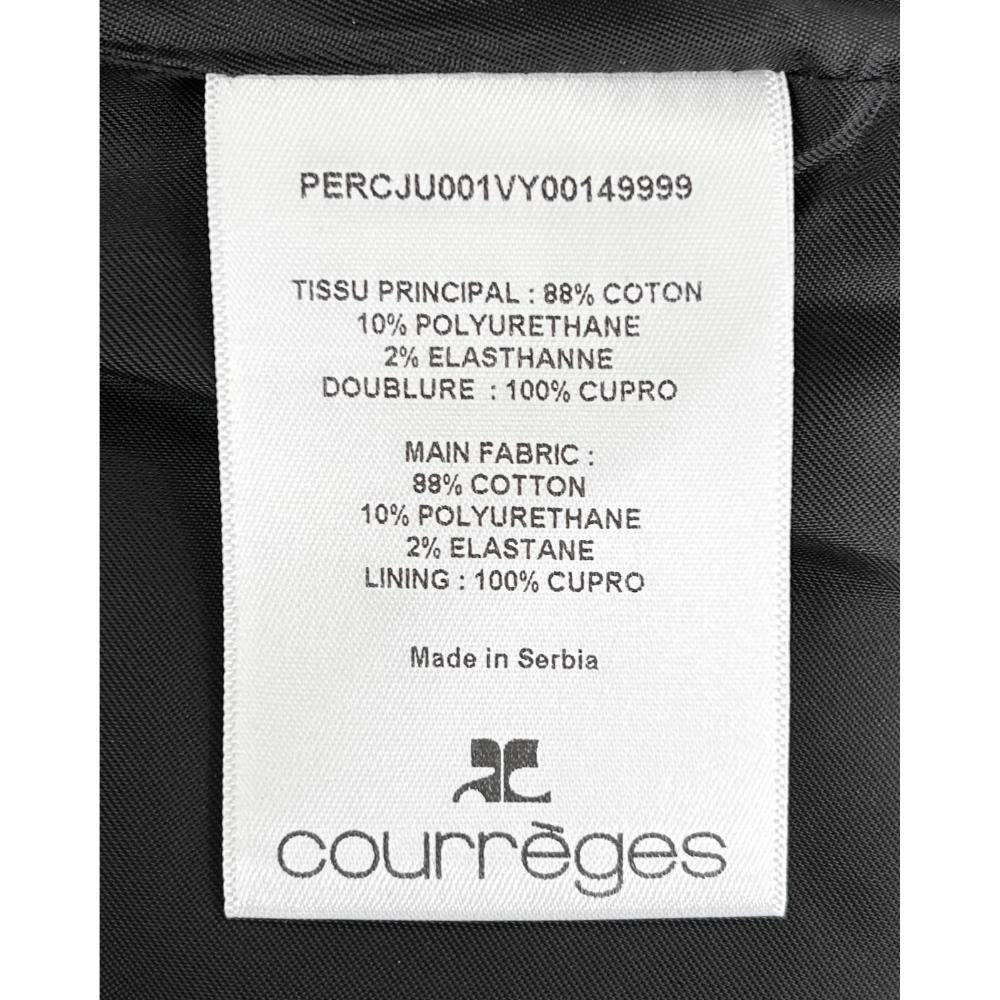 PERCJU001VY00149999
TISSU PRINCIPAL : 88% COTON
10% POLYURETHANE
2% ELASTHANNE
DOUBLURE : 100% CUPRO
MAIN FABRIC :
88% COTTON
10% POLYURETHANE
2% ELASTANE
LINING : 100% CUPRO
Made in Serbia
AC
courrèges